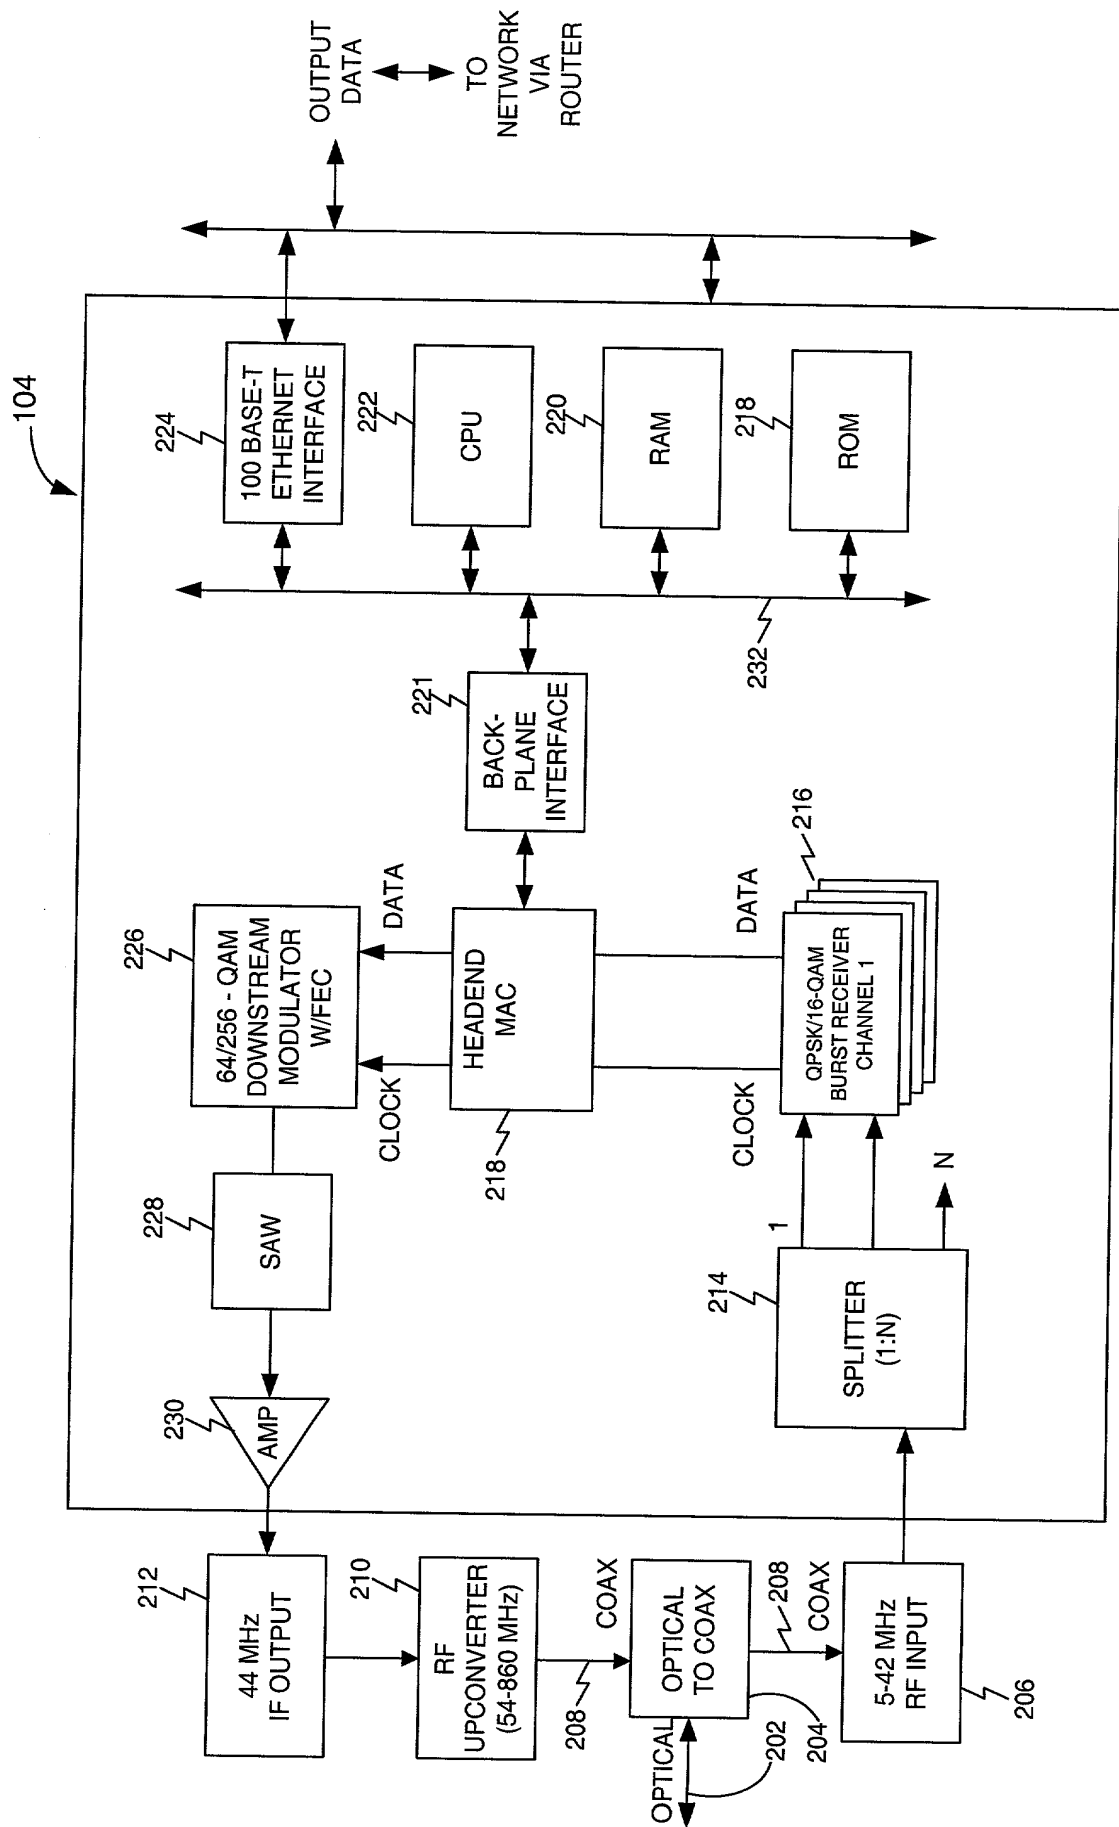 104
212
44 MHz
IF OUTPUT
210
RF
UPCONVERTER
(54-860 MHz)
208
COAX
OPTICAL
TO COAX
OPTICAL
202
204
208
COAX
5-42 MHz
RF INPUT
206
230
AMP
228
SAW
226
64/256 - QAM
DOWNSTREAM
MODULATOR
W/FEC
CLOCK
DATA
HEADEND
MAC
218
CLOCK
DATA
QPSK/16-QAM
BURST RECEIVER
CHANNEL 1
216
214
SPLITTER
(1:N)
1
N
221
BACK-
PLANE
INTERFACE
232
224
100 BASE-T
ETHERNET
INTERFACE
222
CPU
220
RAM
218
ROM
OUTPUT
DATA
TO
NETWORK
VIA
ROUTER